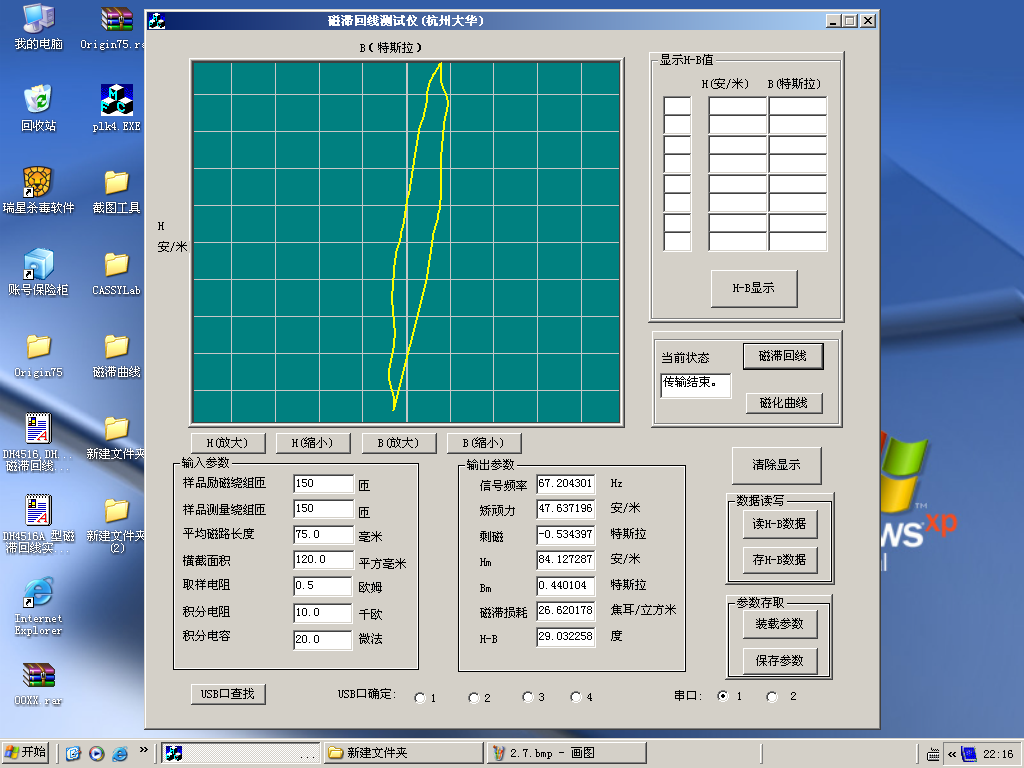 我的电脑
Origin75.ra
回收站
plk4.EXE
瑞星杀毒软件
截图工具
账号保险柜
CASSYLab
Origin75
磁滞曲线
DH4516_DH...
磁滞回线...
新建文件夹
DH4516A 型磁
滞回线实...
新建文件夹
(2)
Internet
Explorer
OOXX.rar
磁滞回线测试仪(杭州大华)
B(特斯拉)
H
安/米
H(放大)
H(缩小)
B(放大)
B(缩小)
显示H-B值
H(安/米) B(特斯拉)
H-B显示
当前状态
传输结束。
磁滞回线
磁化曲线
输入参数
样品励磁绕组匝 150 匝
样品测量绕组匝 150 匝
平均磁路长度 75.0 毫米
横截面积 120.0 平方毫米
取样电阻 0.5 欧姆
积分电阻 10.0 千欧
积分电容 20.0 微法
输出参数
信号频率 67.204301 Hz
矫顽力 47.637196 安/米
剩磁 -0.534397 特斯拉
Hm 84.127287 安/米
Bm 0.440104 特斯拉
磁滞损耗 26.620178 焦耳/立方米
H-B 29.032258 度
清除显示
数据读写
读H-B数据
存H-B数据
参数存取
装载参数
保存参数
USB口查找
USB口确定: 1 2 3 4
串口: 1 2
ws xp
TM
开始
»
...
新建文件夹
2.7.bmp - 画图
«
22:16